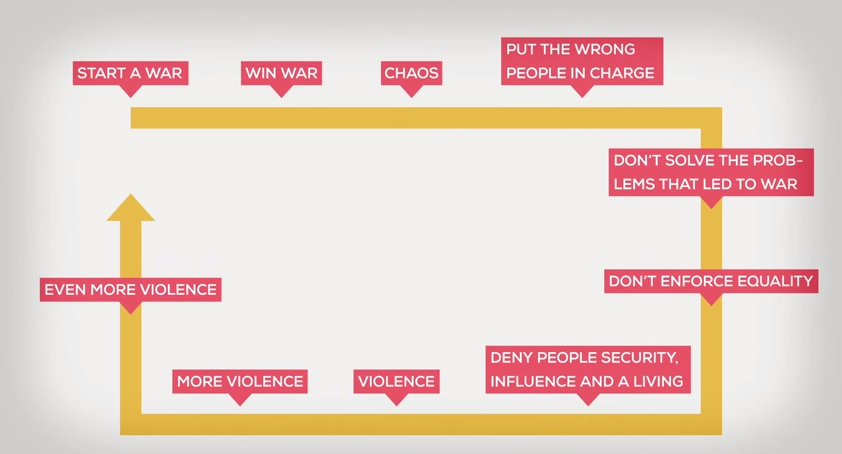 START A WAR
WIN WAR
CHAOS
PUT THE WRONG
PEOPLE IN CHARGE
DON'T SOLVE THE PROB-
LEMS THAT LED TO WAR
DON'T ENFORCE EQUALITY
DENY PEOPLE SECURITY,
INFLUENCE AND A LIVING
VIOLENCE
MORE VIOLENCE
EVEN MORE VIOLENCE